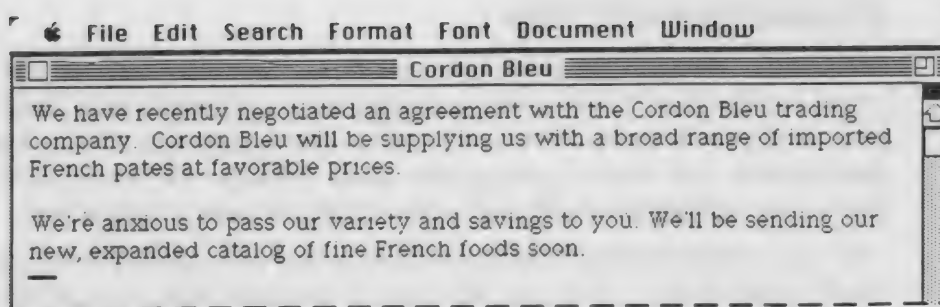 File Edit Search Format Font Document Window
Cordon Bleu
We have recently negotiated an agreement with the Cordon Bleu trading
company. Cordon Bleu will be supplying us with a broad range of imported
French pates at favorable prices.
We're anxious to pass our variety and savings to you. We'll be sending our
new, expanded catalog of fine French foods soon.